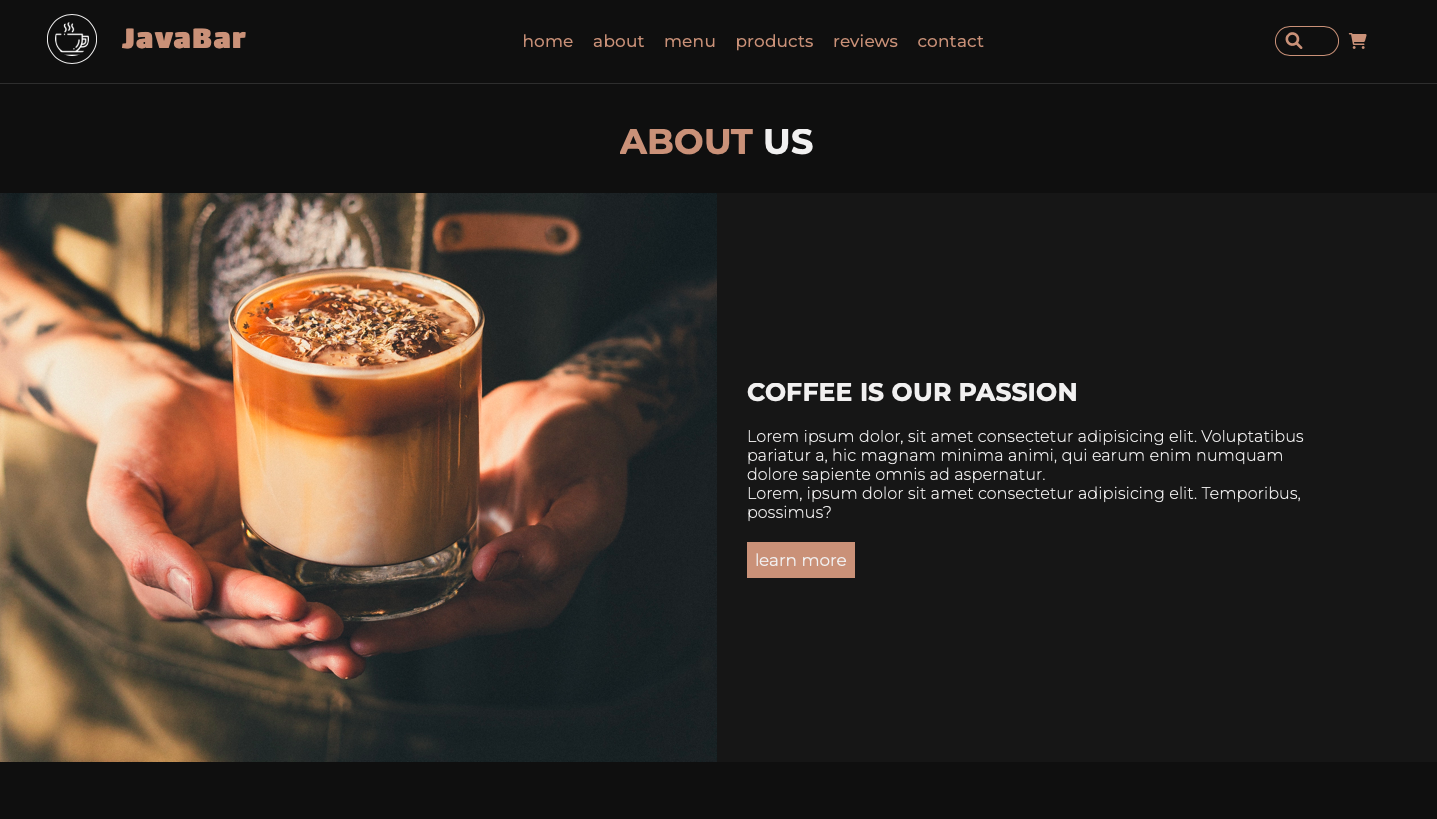 JavaBar
home about menu products reviews contact
ABOUT US
COFFEE IS OUR PASSION
Lorem ipsum dolor, sit amet consectetur adipisicing elit. Voluptatibus
pariatur a, hic magnam minima animi, qui earum enim numquam
dolore sapiente omnis ad aspernatur.
Lorem, ipsum dolor sit amet consectetur adipisicing elit. Temporibus,
possimus?
learn more